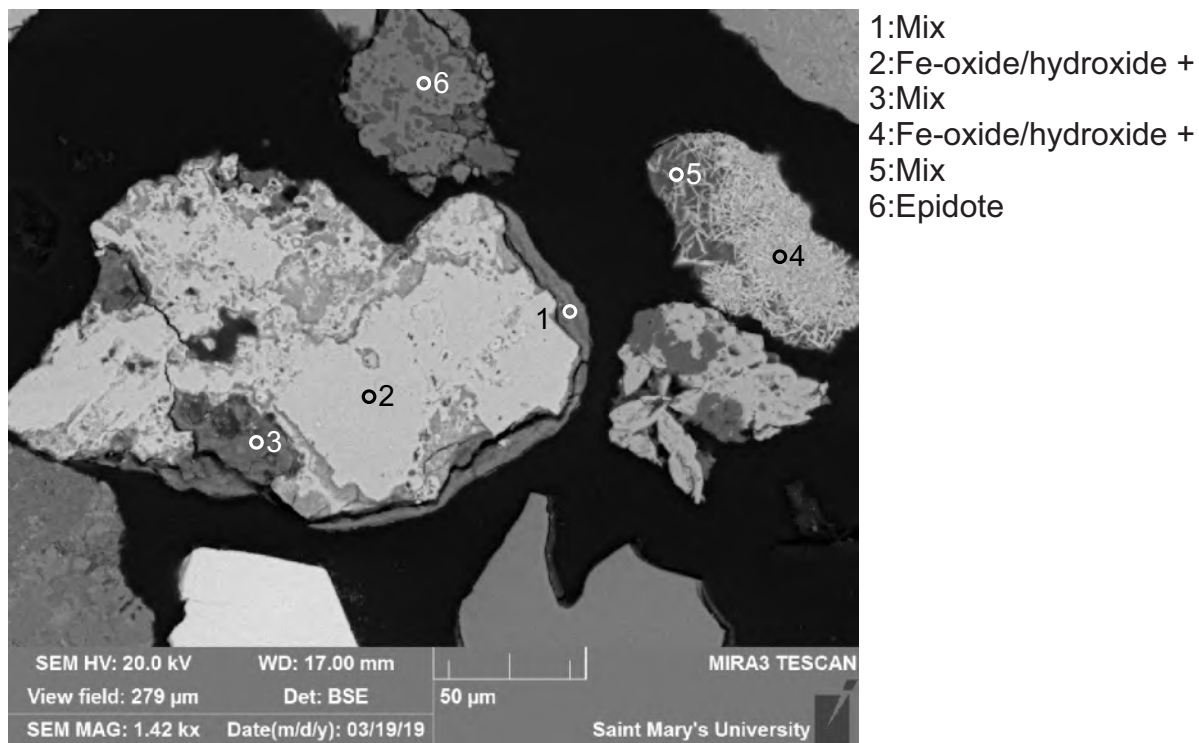 1:Mix
2:Fe-oxide/hydroxide +
3:Mix
4:Fe-oxide/hydroxide +
5:Mix
6:Epidote
6
5
4
1
2
3
SEM HV: 20.0 kV WD: 17.00 mm MIRA3 TESCAN
View field: 279 µm Det: BSE 50 µm
SEM MAG: 1.42 kx Date(m/d/y): 03/19/19 Saint Mary's University